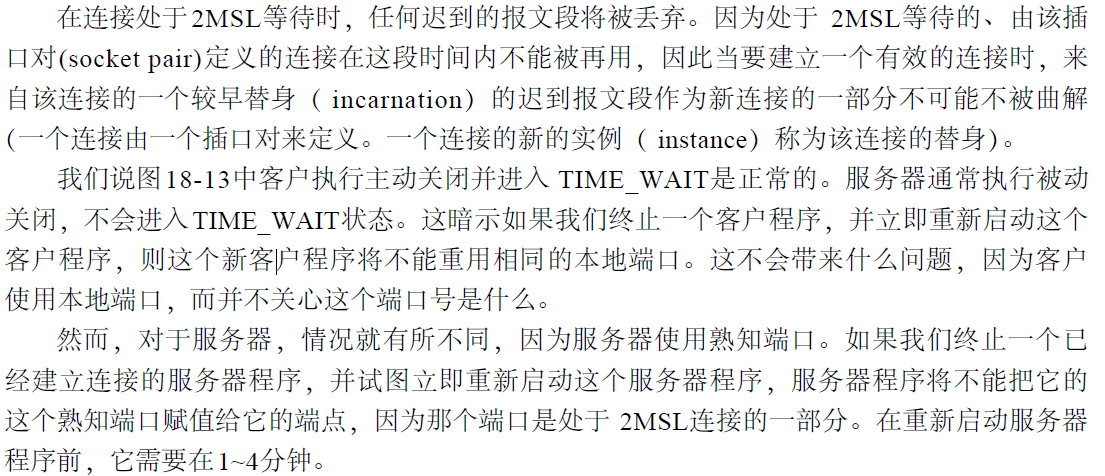 在连接处于2MSL等待时，任何迟到的报文段将被丢弃。因为处于 2MSL等待的、由该插
口对(socket pair)定义的连接在这段时间内不能被再用，因此当要建立一个有效的连接时，来
自该连接的一个较早替身（ incarnation）的迟到报文段作为新连接的一部分不可能不被曲解
(一个连接由一个插口对来定义。一个连接的新的实例（ instance）称为该连接的替身)。
我们说图18-13中客户执行主动关闭并进入 TIME_WAIT是正常的。服务器通常执行被动
关闭，不会进入TIME_WAIT状态。这暗示如果我们终止一个客户程序，并立即重新启动这个
客户程序，则这个新客户程序将不能重用相同的本地端口。这不会带来什么问题，因为客户
使用本地端口，而并不关心这个端口号是什么。
然而，对于服务器，情况就有所不同，因为服务器使用熟知端口。如果我们终止一个已
经建立连接的服务器程序，并试图立即重新启动这个服务器程序，服务器程序将不能把它的
这个熟知端口赋值给它的端点，因为那个端口是处于 2MSL连接的一部分。在重新启动服务器
程序前，它需要在1~4分钟。